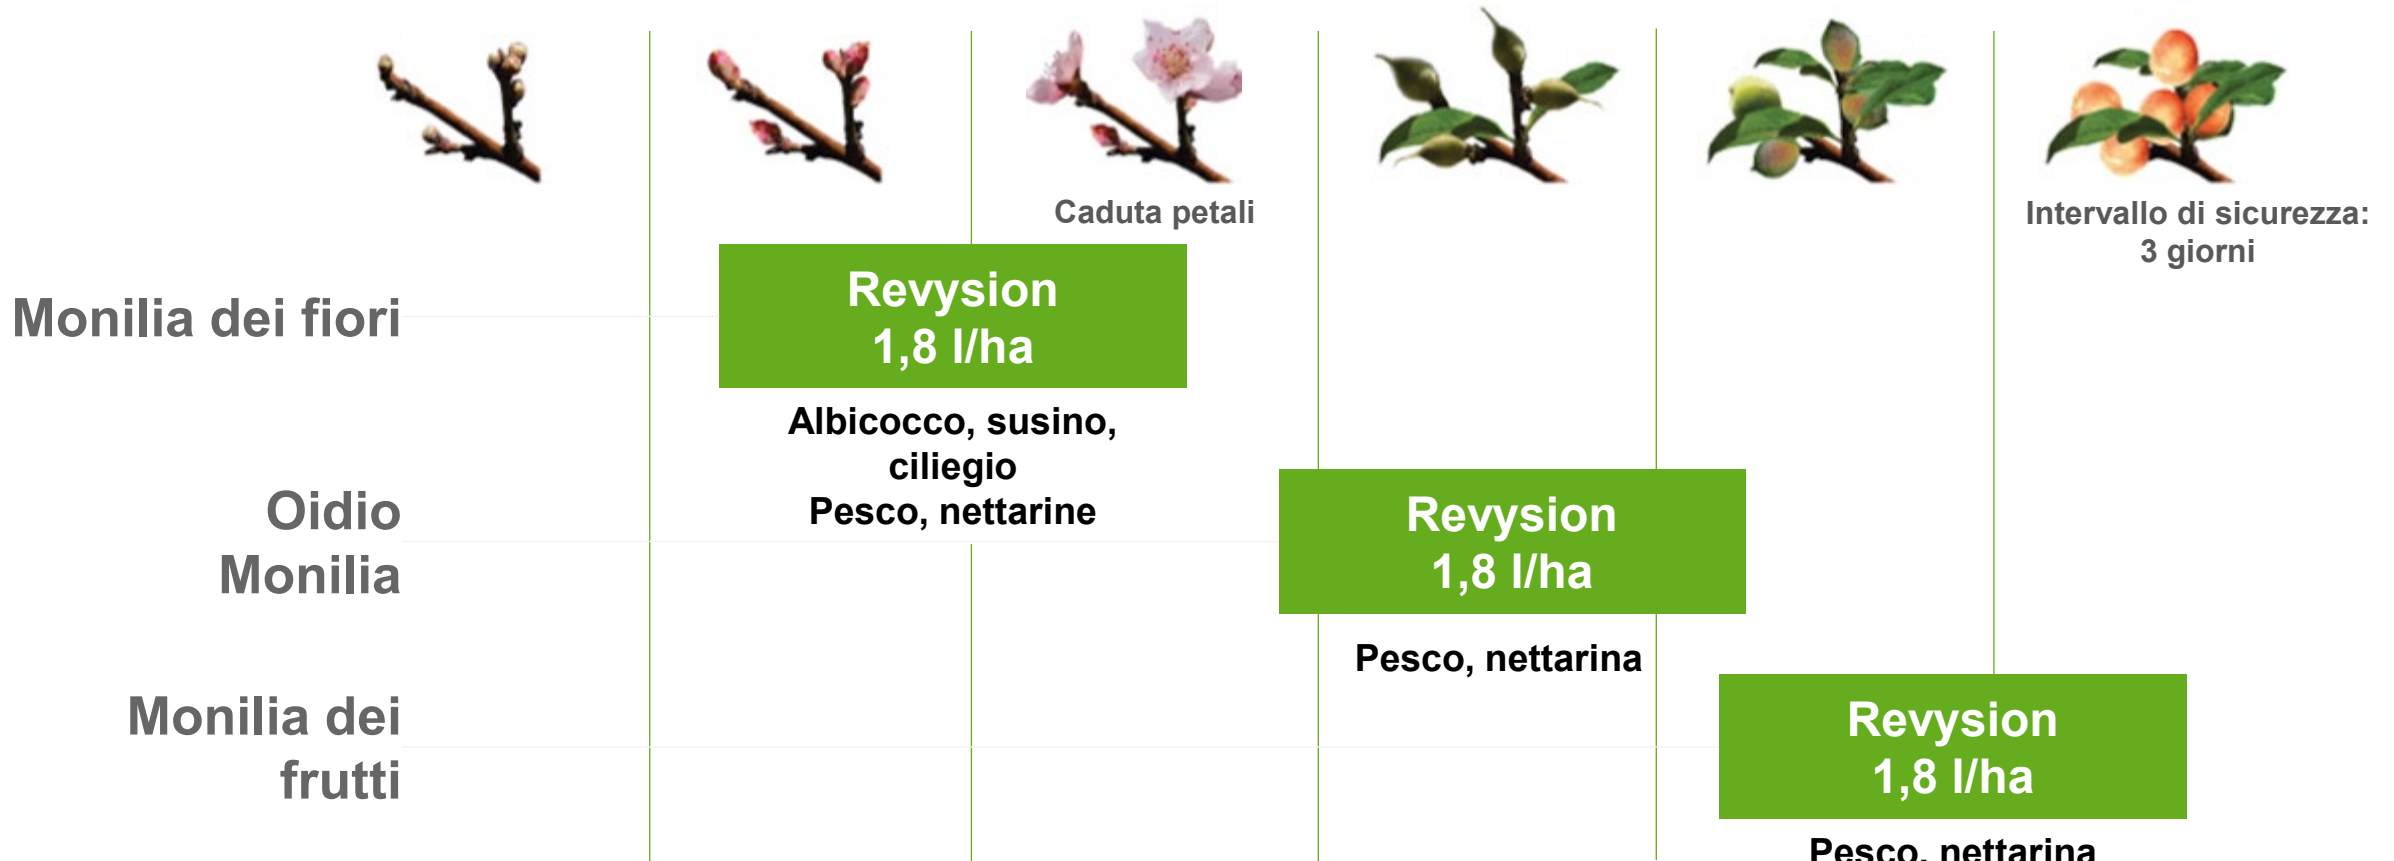 Caduta petali
Intervallo di sicurezza:
3 giorni
Monilia dei fiori
Revysion
1,8 l/ha
Albicocco, susino,
ciliegio
Pesco, nettarine
Oidio
Monilia
Revysion
1,8 l/ha
Pesco, nettarina
Monilia dei
frutti
Revysion
1,8 l/ha
Pesco, nettarina